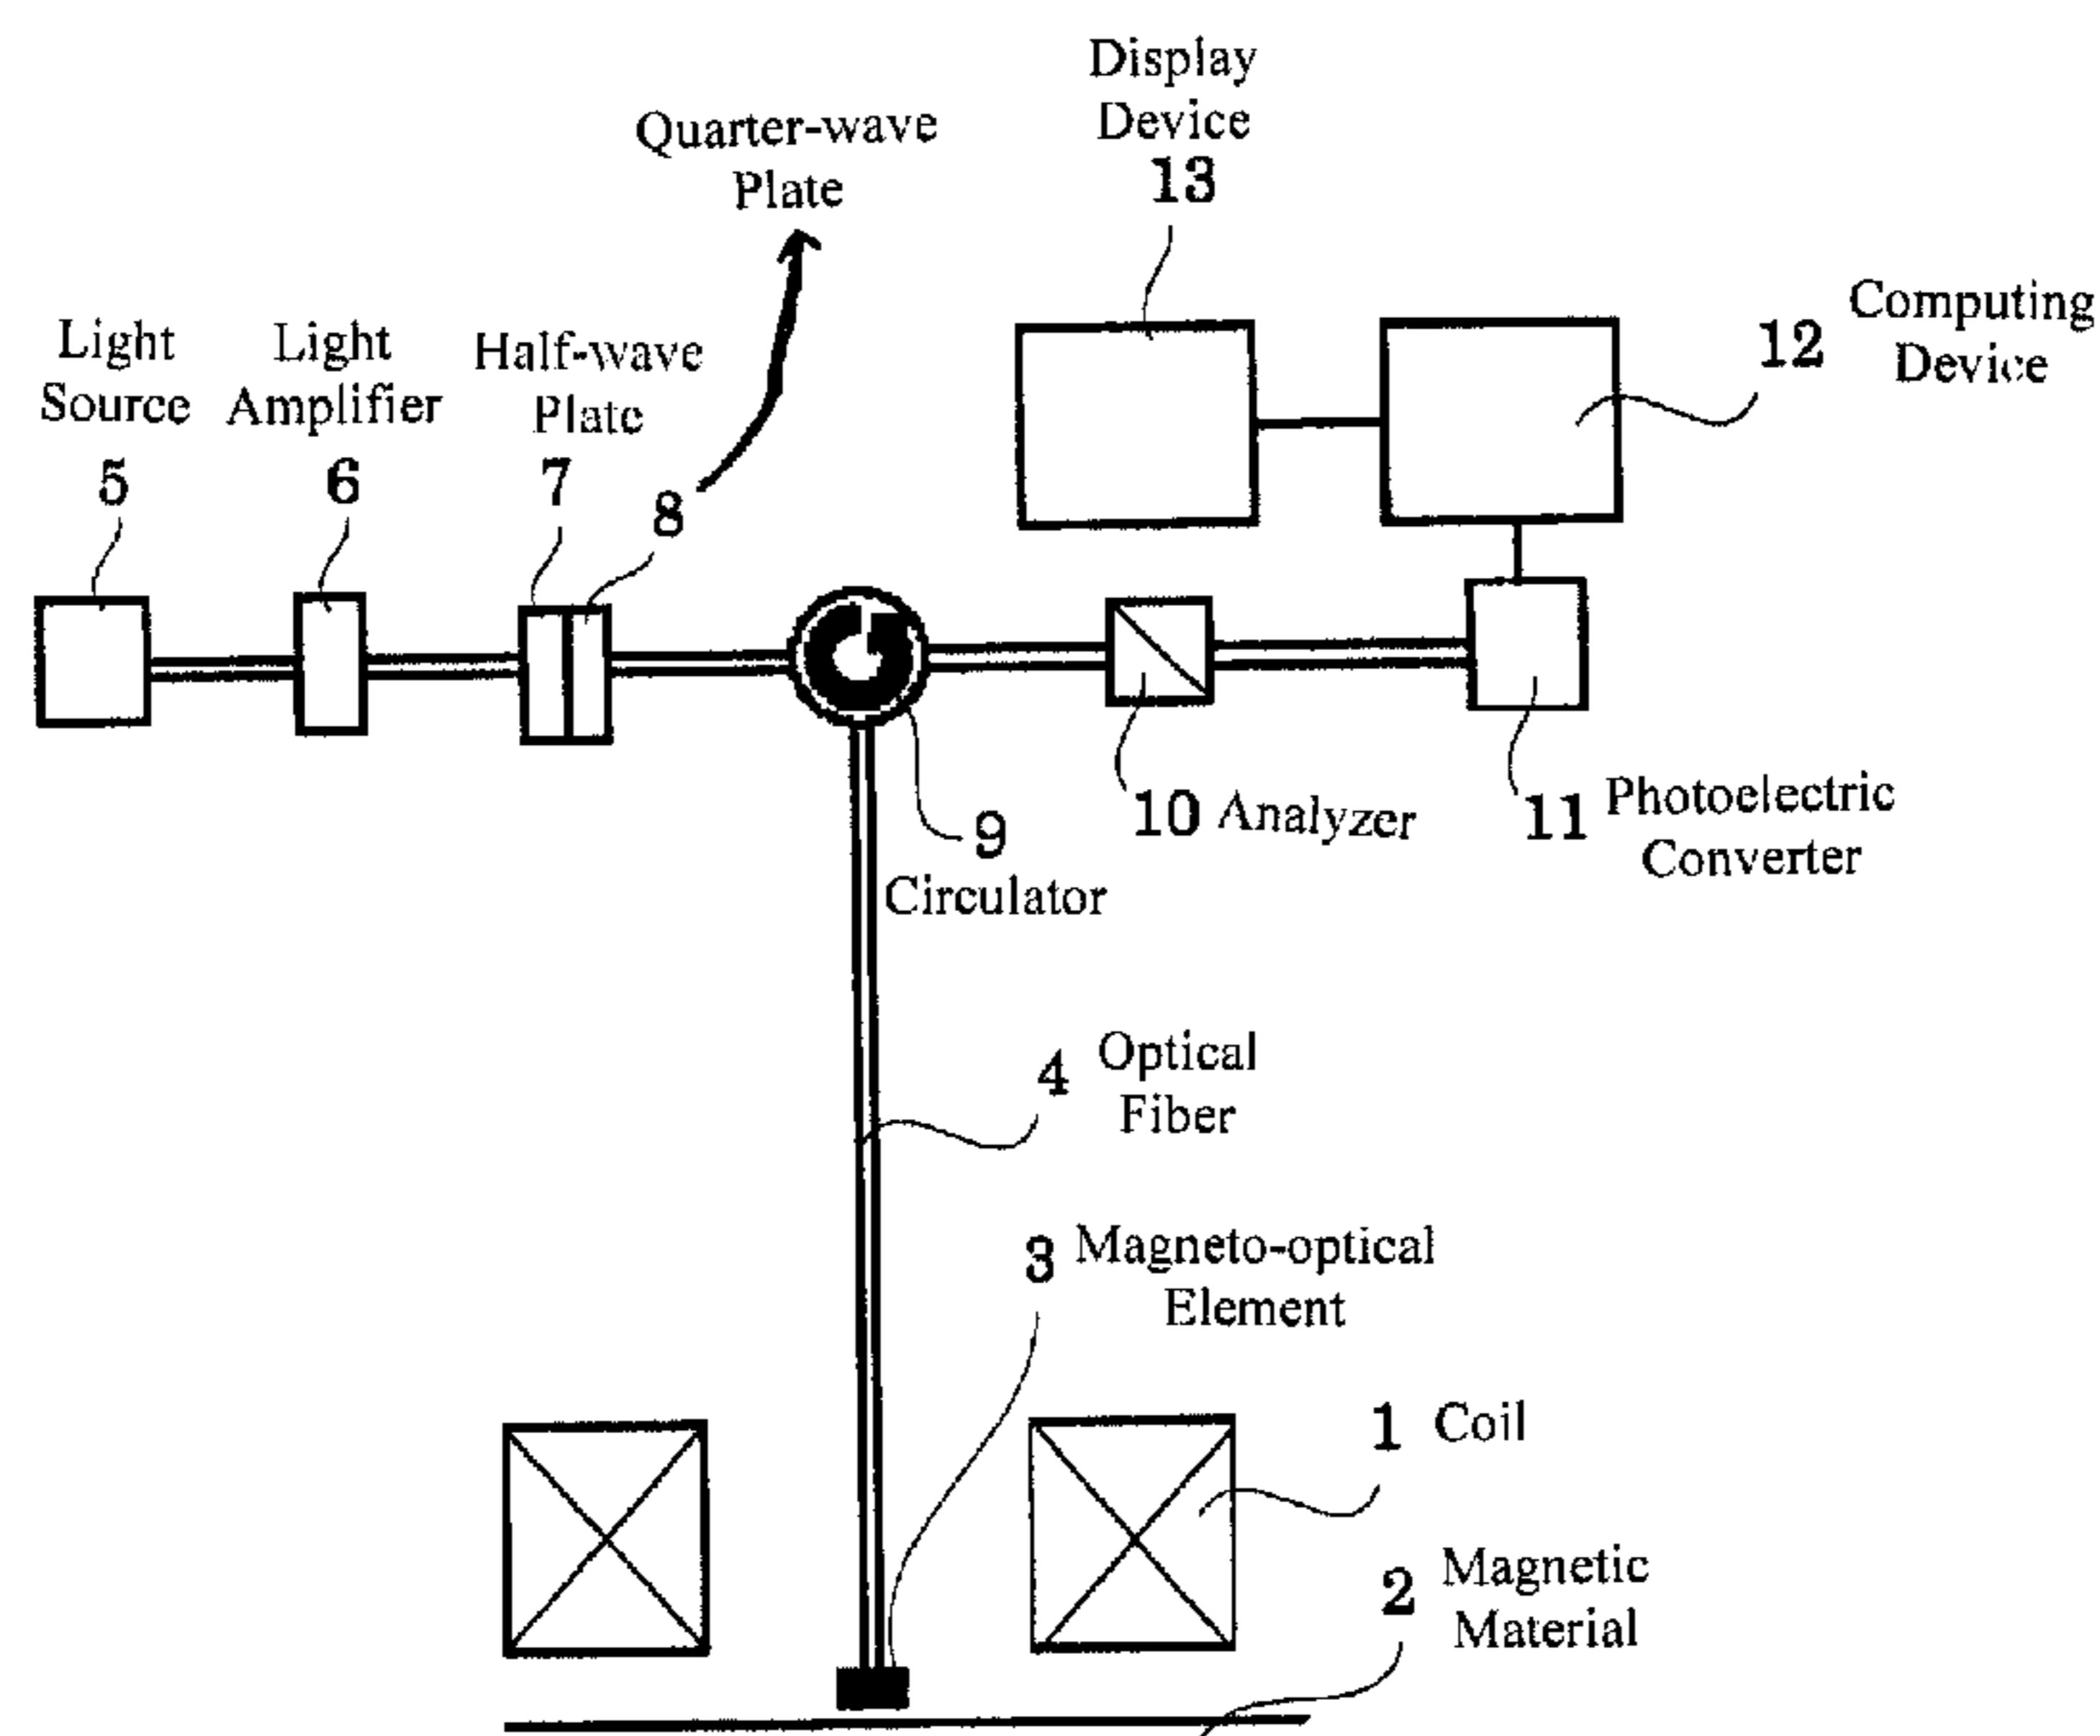 Display
Device
13
Quarter-wave
Plate
Computing
Device
12
Light
Source
5
Light
Amplifier
6
Half-wave
Plate
7
8
10 Analyzer
11 Photoelectric
Converter
9
Circulator
4 Optical
Fiber
3 Magneto-optical
Element
1 Coil
2 Magnetic
Material